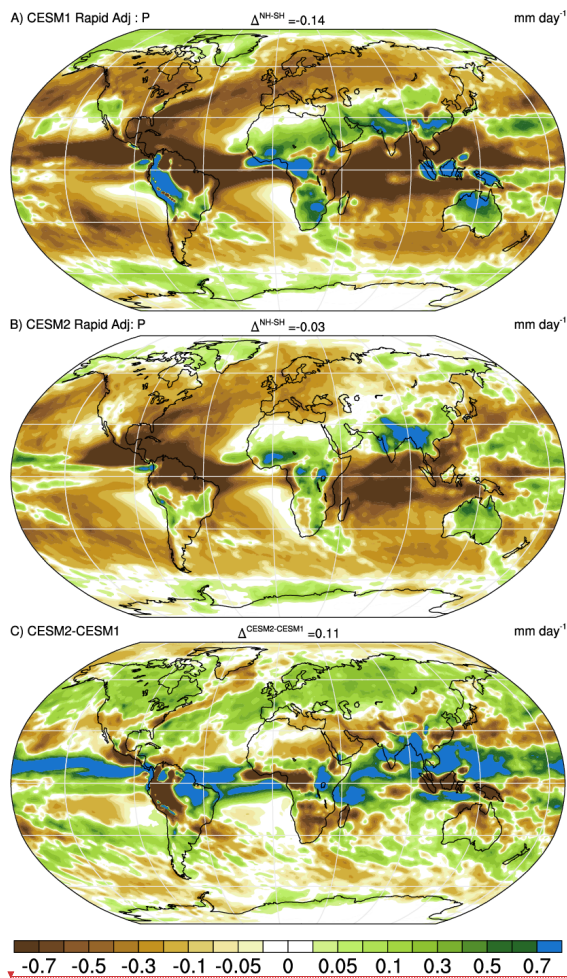 A) CESM1 Rapid Adj : P Δ^NH-SH=-0.14 mm day^-1
B) CESM2 Rapid Adj: P Δ^NH-SH=-0.03 mm day^-1
C) CESM2-CESM1 Δ^CESM2-CESM1=0.11 mm day^-1
-0.7 -0.5 -0.3 -0.1 -0.05 0 0.05 0.1 0.3 0.5 0.7